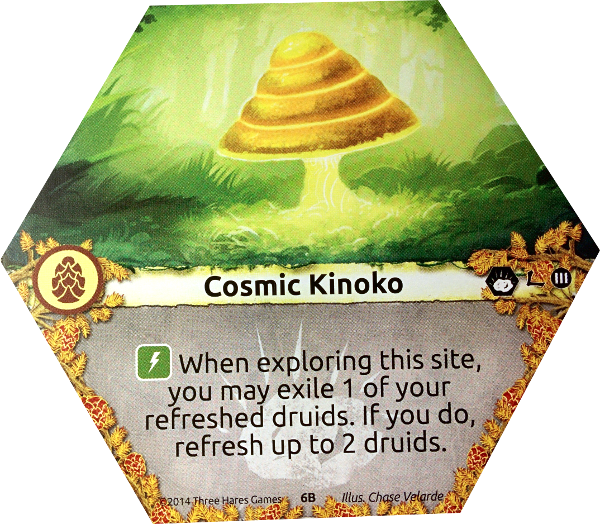 Cosmic Kinoko
III
When exploring this site,
you may exile 1 of your
refreshed druids. If you do,
refresh up to 2 druids.
©2014 Three Hares Games 6B Illus. Chase Velarde